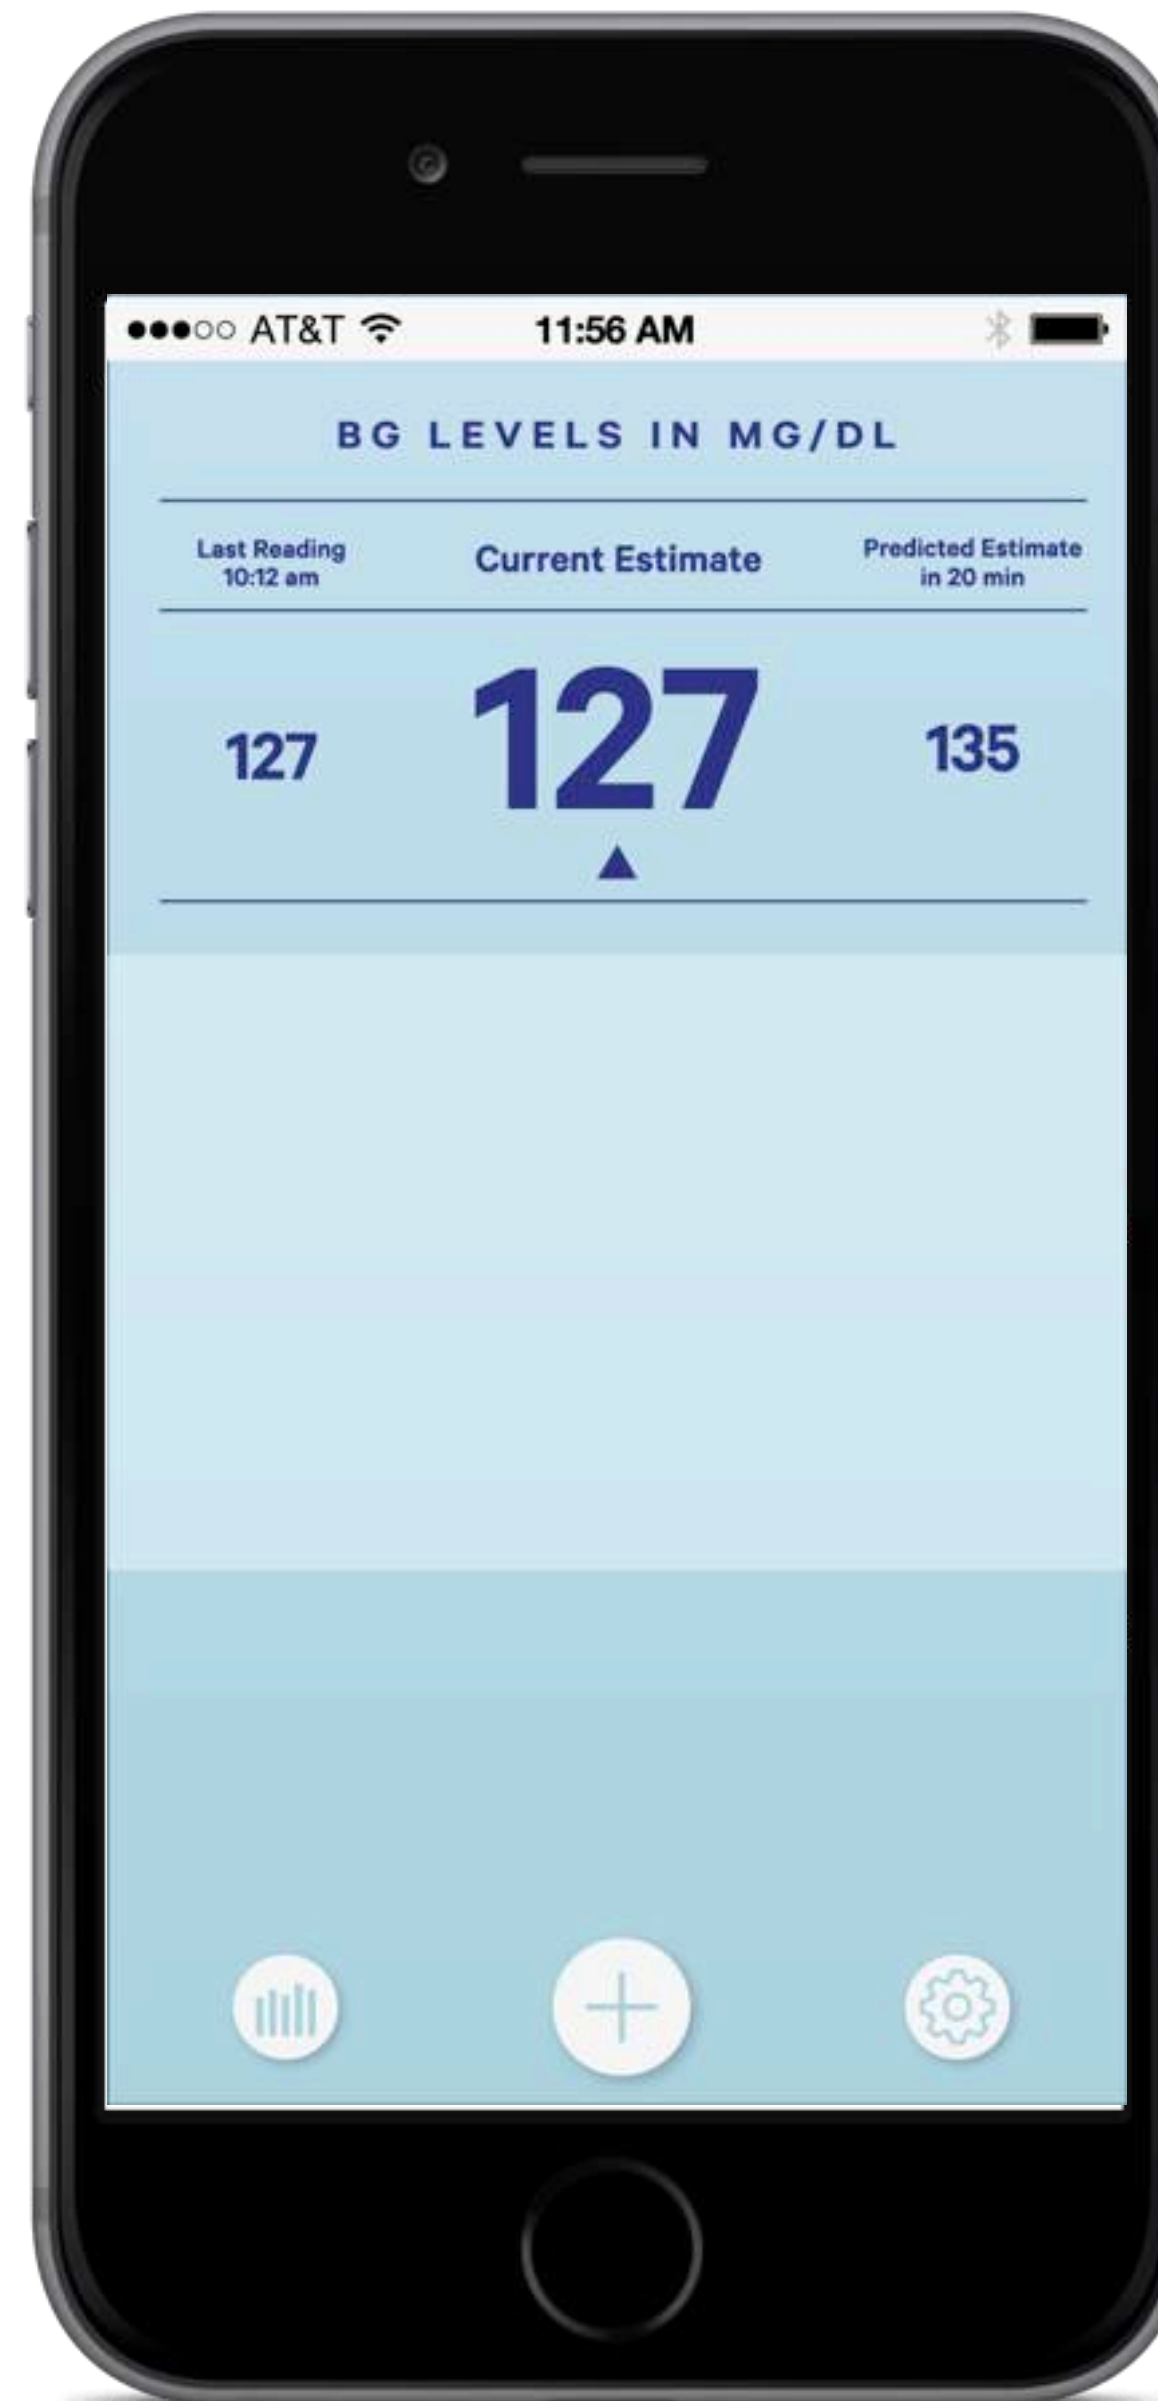 AT&T 11:56 AM
BG LEVELS IN MG/DL
Last Reading
10:12 am
Current Estimate
Predicted Estimate
in 20 min
127
127
135